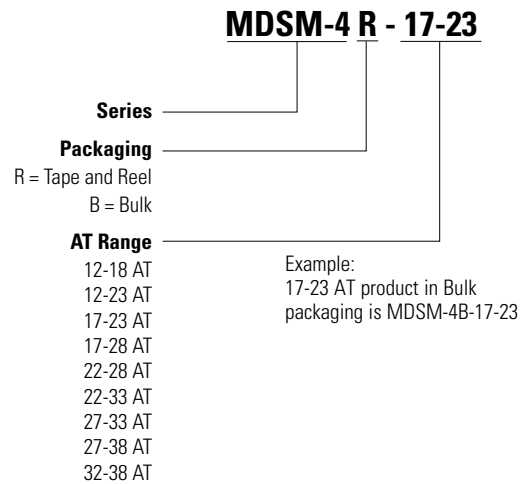 MDSM-4 R - 17-23
Series
Packaging
R = Tape and Reel
B = Bulk
AT Range
12-18 AT
12-23 AT
17-23 AT
17-28 AT
22-28 AT
22-33 AT
27-33 AT
27-38 AT
32-38 AT
Example:
17-23 AT product in Bulk
packaging is MDSM-4B-17-23